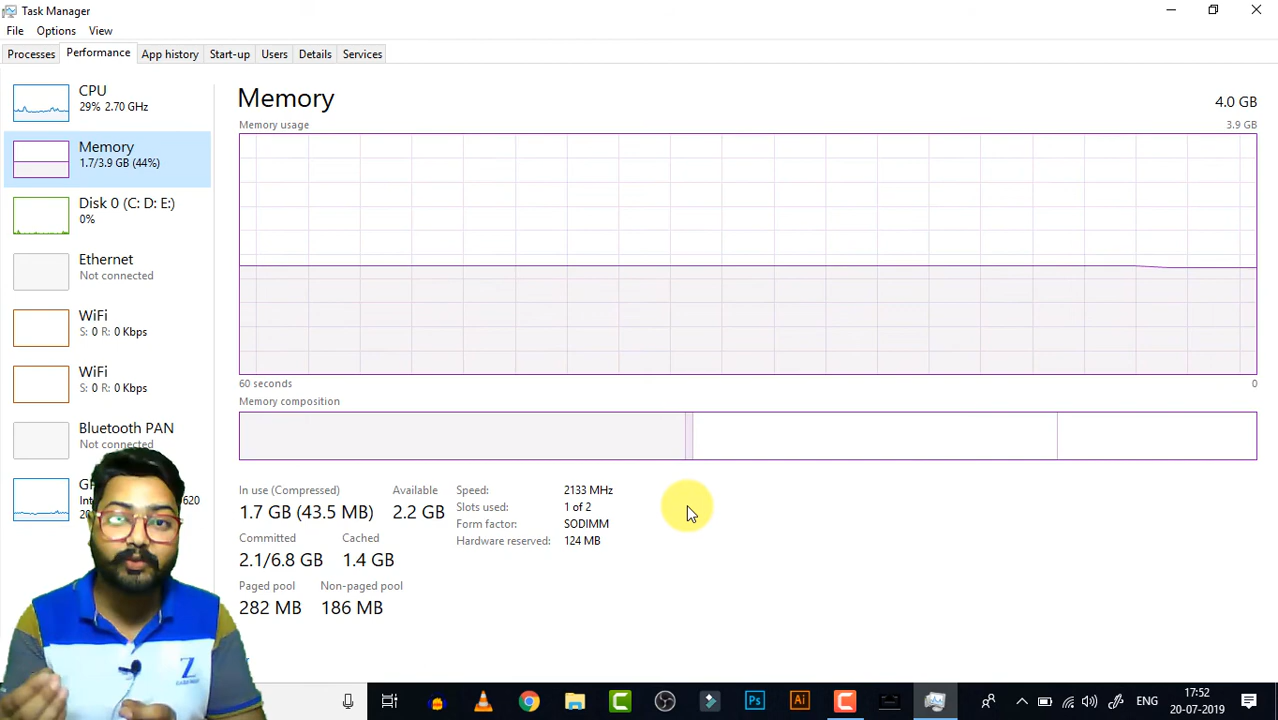 Task Manager
File Options View
Processes Performance App history Start-up Users Details Services
CPU
29% 2.70 GHz
Memory
1.7/3.9 GB (44%)
Disk 0 (C: D: E:)
0%
Ethernet
Not connected
WiFi
S: 0 R: 0 Kbps
WiFi
S: 0 R: 0 Kbps
Bluetooth PAN
Not connected
620
Memory 4.0 GB
Memory usage 3.9 GB
60 seconds 0
Memory composition
In use (Compressed) Available
1.7 GB (43.5 MB) 2.2 GB
Committed Cached
2.1/6.8 GB 1.4 GB
Paged pool Non-paged pool
282 MB 186 MB
Speed: 2133 MHz
Slots used: 1 of 2
Form factor: SODIMM
Hardware reserved: 124 MB
Z
Ps Ai ENG 17:52
20-07-2019